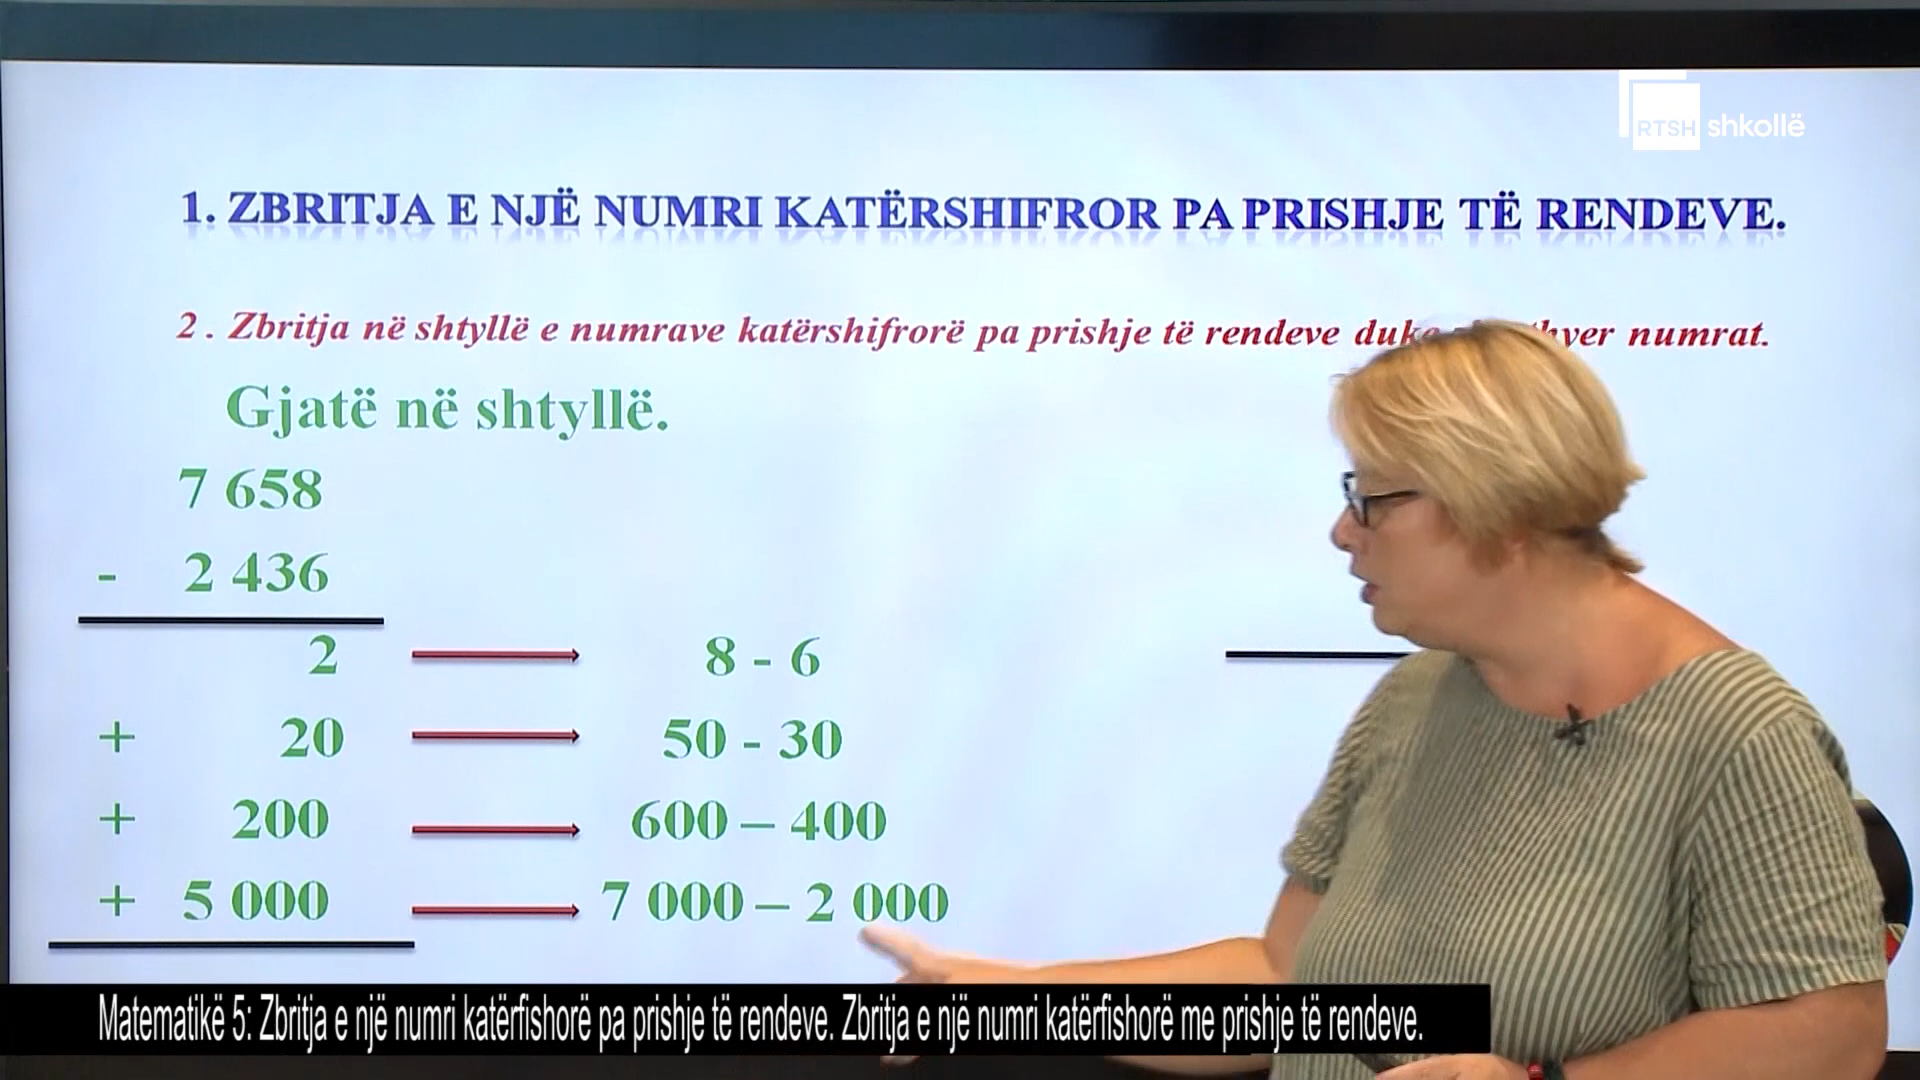 RTSH shkollë
1. ZBRITJA E NJË NUMRI KATËRSHIFROR PA PRISHJE TË RENDEVE.
2 . Zbritja në shtyllë e numrave katërshifrorë pa prishje të rendeve duke numrat.
Gjatë në shtyllë.
7 658
- 2 436
2 8 - 6
+ 20 50 - 30
+ 200 600 – 400
+ 5 000 7 000 – 2 000
Matematikë 5: Zbritja e një numri katërfishorë pa prishje të rendeve. Zbritja e një numri katërfishorë me prishje të rendeve.